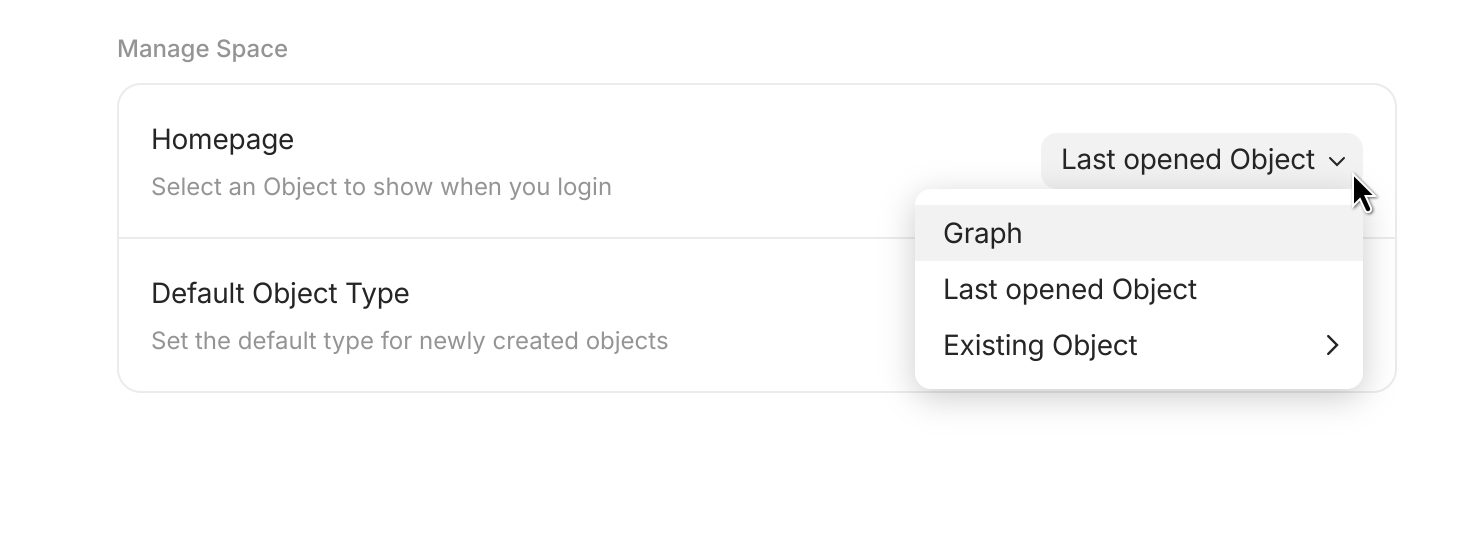 Manage Space
Homepage
Last opened Object
Select an Object to show when you login
Graph
Last opened Object
Existing Object
Default Object Type
Set the default type for newly created objects